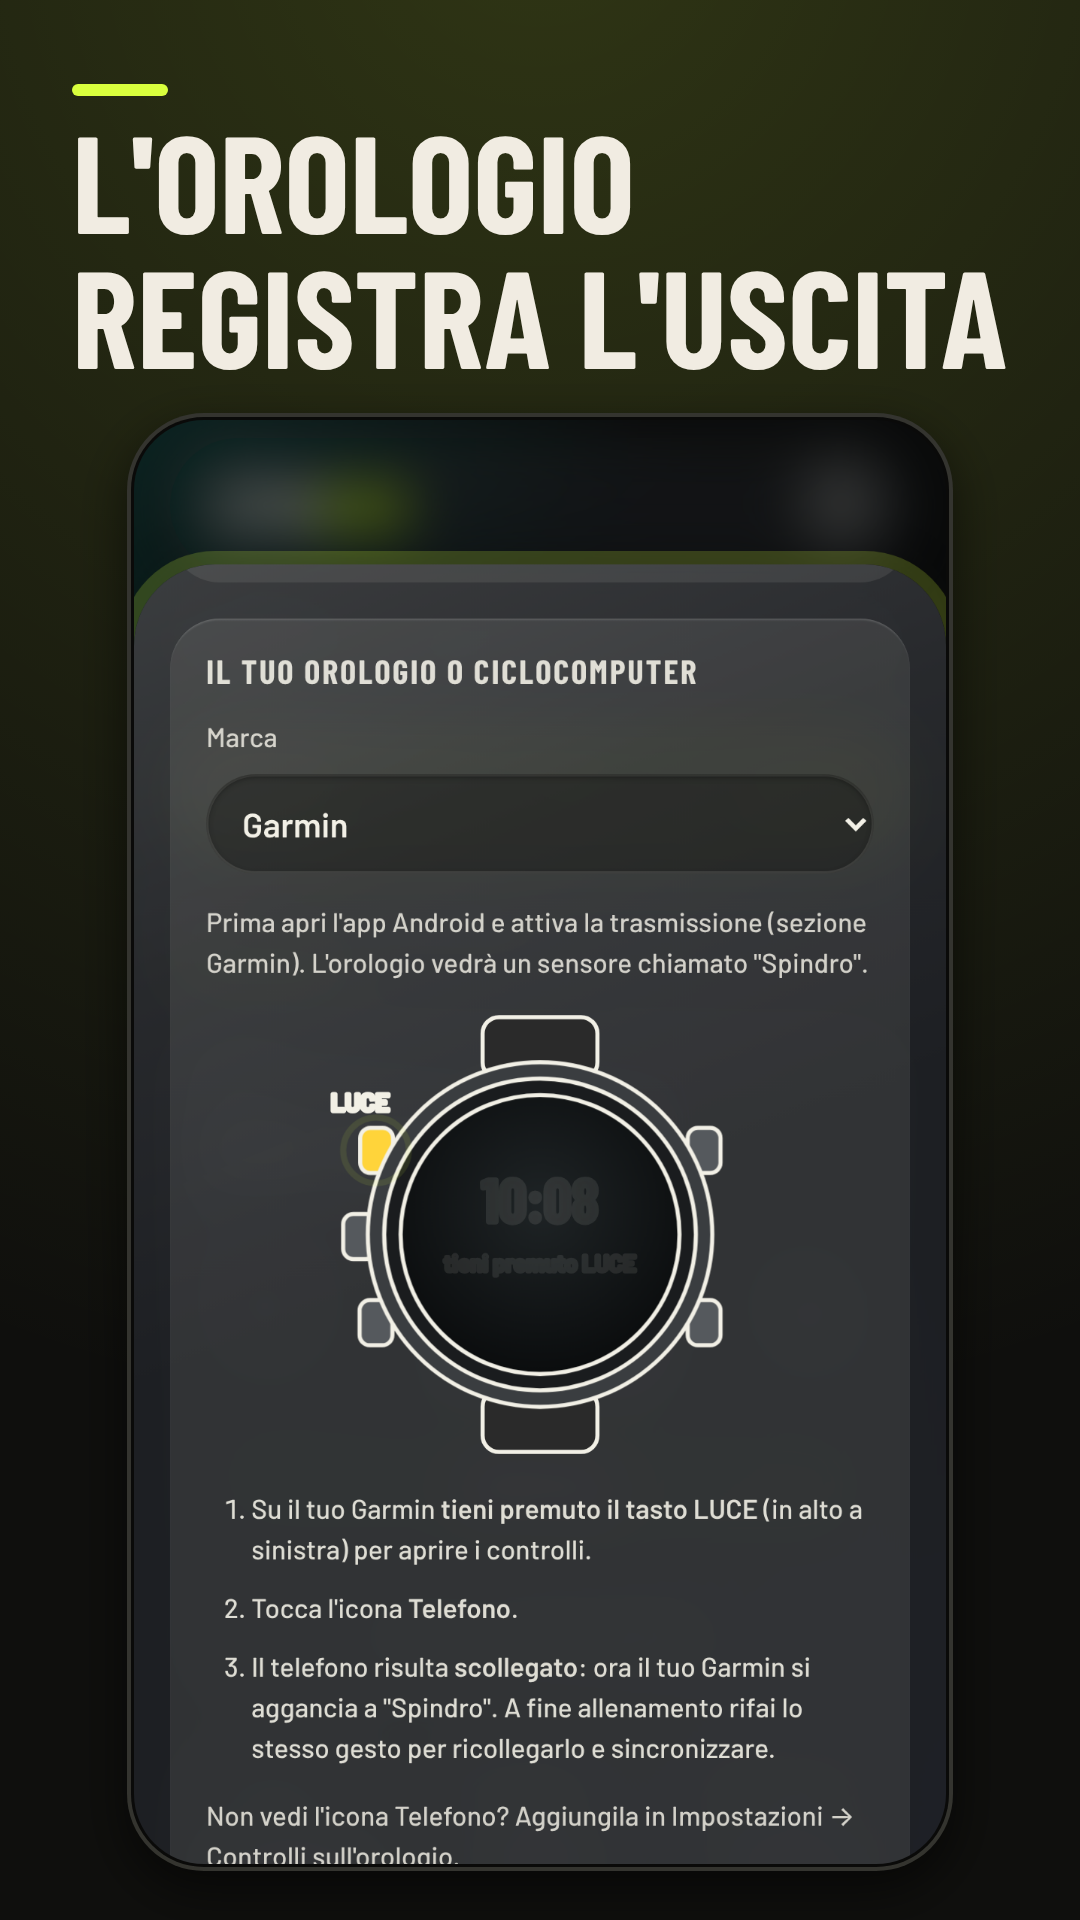 L'OROLOGIO
REGISTRA L'USCITA
IL TUO OROLOGIO O CICLOCOMPUTER
Marca
Garmin
Prima apri l'app Android e attiva la trasmissione (sezione
Garmin). L'orologio vedrà un sensore chiamato "Spindro".
LUCE
10:08
tieni premuto LUCE
1. Su il tuo Garmin tieni premuto il tasto LUCE (in alto a
sinistra) per aprire i controlli.
2. Tocca l'icona Telefono.
3. Il telefono risulta scollegato: ora il tuo Garmin si
aggancia a "Spindro". A fine allenamento rifai lo
stesso gesto per ricollegarlo e sincronizzare.
Non vedi l'icona Telefono? Aggiungila in Impostazioni →
Controlli sull'orologio.